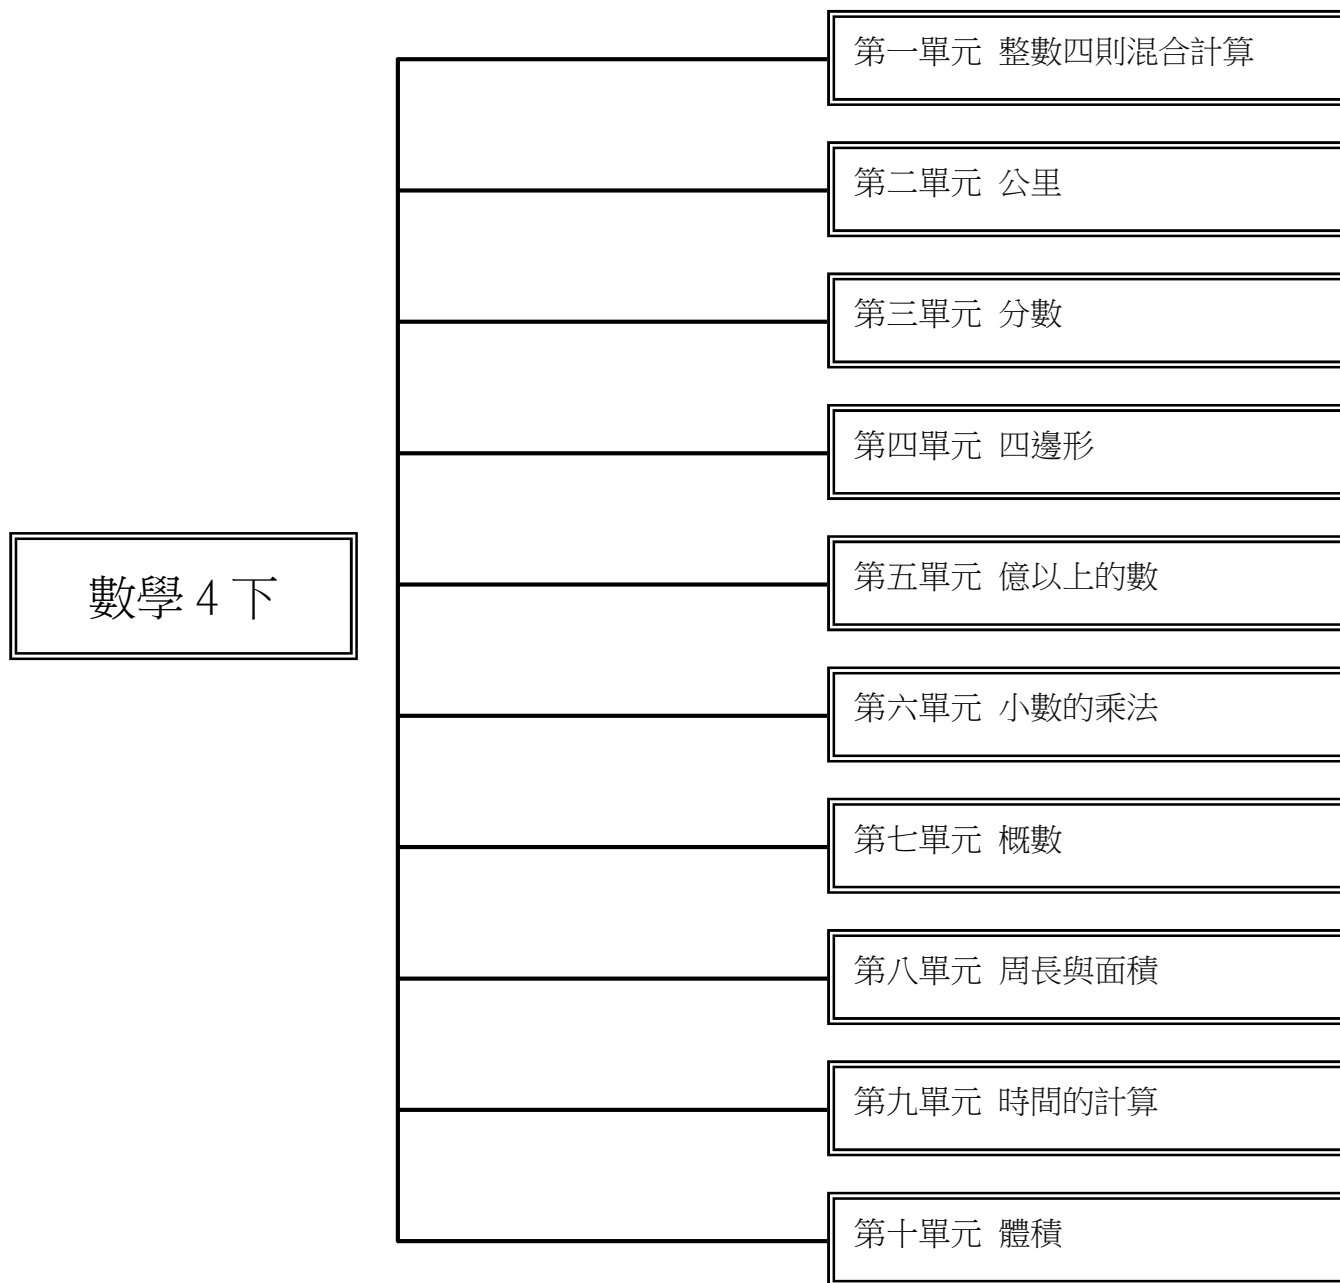 數學 4 下
第一單元 整數四則混合計算
第二單元 公里
第三單元 分數
第四單元 四邊形
第五單元 億以上的數
第六單元 小數的乘法
第七單元 概數
第八單元 周長與面積
第九單元 時間的計算
第十單元 體積